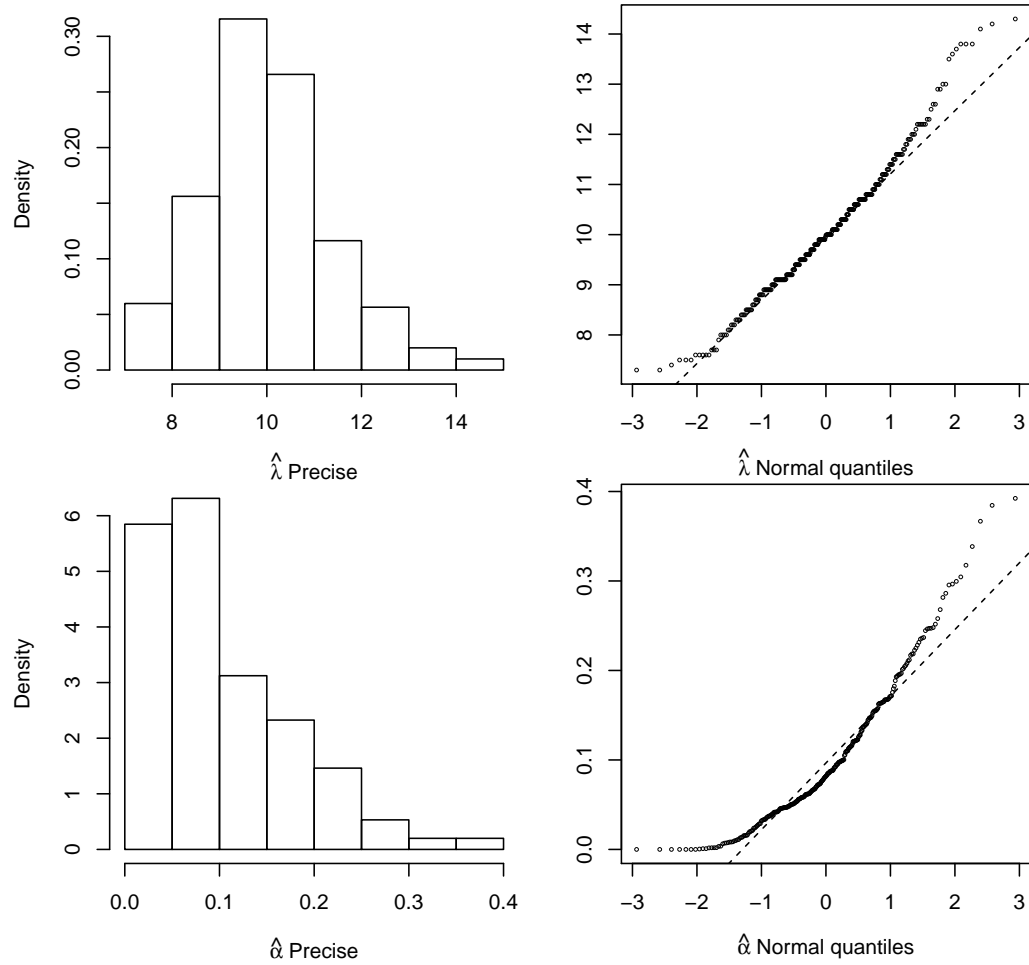 Density
0.00 0.10 0.20 0.30
8 10 12 14
λ̂ Precise
8 9 10 11 12 13 14
−3 −2 −1 0 1 2 3
λ̂ Normal quantiles
Density
0 1 2 3 4 5 6
0.0 0.1 0.2 0.3 0.4
α̂ Precise
0.0 0.1 0.2 0.3 0.4
−3 −2 −1 0 1 2 3
α̂ Normal quantiles